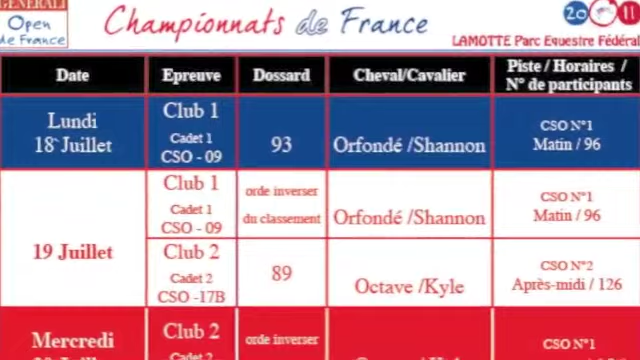 GENERALI
Open
de France
Championnats de France
20 11
LAMOTTE Parc Equestre Fédéral
Date
Epreuve
Dossard
Cheval/Cavalier
Piste / Horaires /
N° de participants
Lundi
18 Juillet
Club 1
Cadet 1
CSO - 09
93
Orfondé /Shannon
CSO N°1
Matin / 96
19 Juillet
Club 1
Cadet 1
CSO - 09
orde inverser
du classement
Orfondé /Shannon
CSO N°1
Matin / 96
Club 2
Cadet 2
CSO -17B
89
Octave /Kyle
CSO N°2
Après-midi / 126
Mercredi
Club 2
orde inverser
CSO N°1